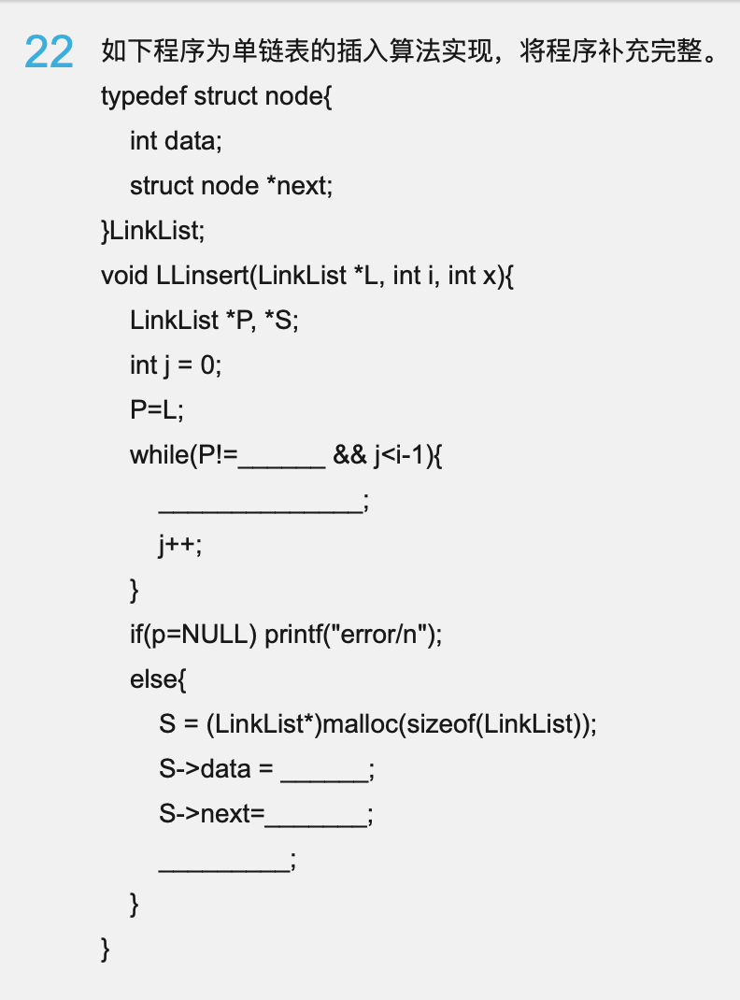 22 如下程序为单链表的插入算法实现，将程序补充完整。
typedef struct node{
int data;
struct node *next;
}LinkList;
void LLinsert(LinkList *L, int i, int x){
LinkList *P, *S;
int j = 0;
P=L;
while(P!=______ && j<i-1){
______________;
j++;
}
if(p=NULL) printf("error/n");
else{
S = (LinkList*)malloc(sizeof(LinkList));
S->data = ______;
S->next=_______;
_________;
}
}